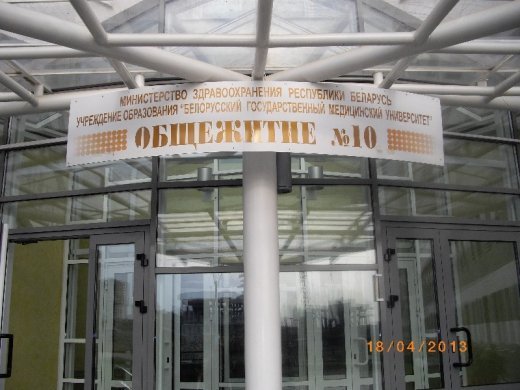 МИНИСТЕРСТВО ЗДРАВООХРАНЕНИЯ РЕСПУБЛИКИ БЕЛАРУСЬ
УЧРЕЖДЕНИЕ ОБРАЗОВАНИЯ "БЕЛОРУССКИЙ ГОСУДАРСТВЕННЫЙ МЕДИЦИНСКИЙ УНИВЕРСИТЕТ"
ОБЩЕЖИТИЕ №10
18/04/2013